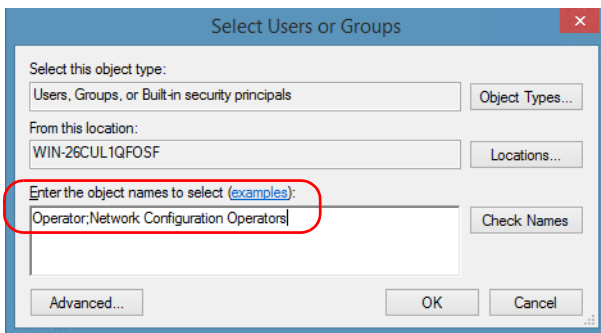 Select Users or Groups
Select this object type:
Users, Groups, or Built-in security principals
Object Types...
From this location:
WIN-26CUL1QFOSF
Locations...
Enter the object names to select (examples):
Operator;Network Configuration Operators
Check Names
Advanced...
OK
Cancel